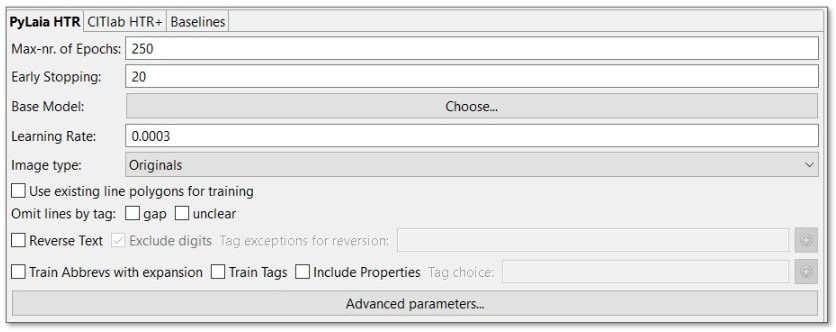 PyLaia HTR CITlab HTR+ Baselines
Max-nr. of Epochs: 250
Early Stopping: 20
Base Model: Choose...
Learning Rate: 0.0003
Image type: Originals
Use existing line polygons for training
Omit lines by tag: gap unclear
Reverse Text Exclude digits Tag exceptions for reversion:
Train Abbrevs with expansion Train Tags Include Properties Tag choice:
Advanced parameters...